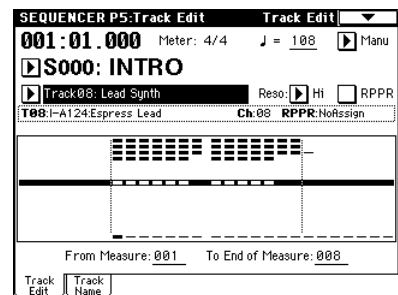 SEQUENCER P5:Track Edit Track Edit
001:01.000 Meter: 4/4 ♩ = 108 Manu
S000: INTRO
Track08: Lead Synth Reso: Hi RPPR
T08:I-A124:Espress Lead Ch:08 RPPR:NoAssign
From Measure: 001 To End of Measure: 008
Track Edit Track Name